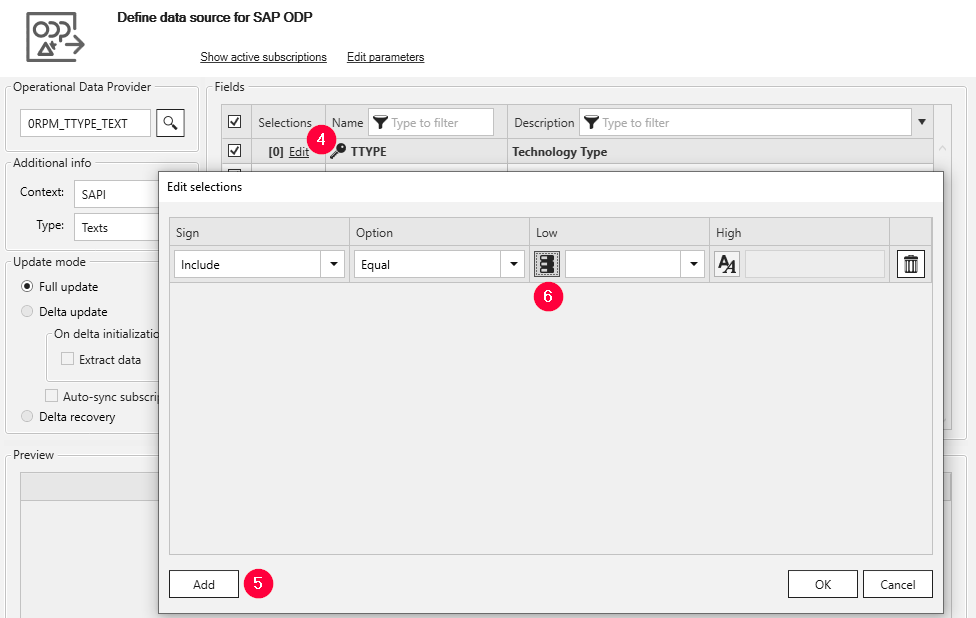 Define data source for SAP ODP
Show active subscriptions Edit parameters
Operational Data Provider
0RPM_TTYPE_TEXT
Additional info
Context: SAPI
Type: Texts
Update mode
Full update
Delta update
On delta initializatio
Extract data
Auto-sync subscri
Delta recovery
Preview
Fields
Selections Name Type to filter Description Type to filter
[0] Edit TTYPE Technology Type
4
Edit selections
Sign Option Low High
Include Equal
6
Add 5 OK Cancel